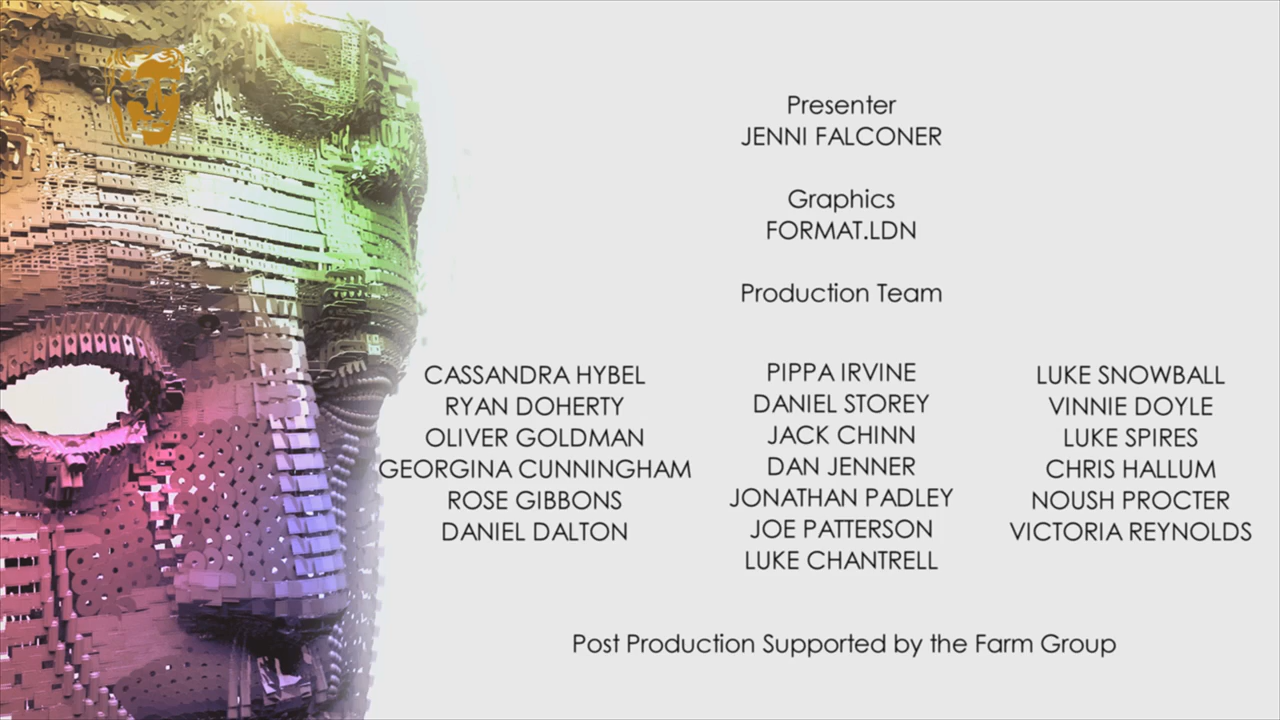 Presenter
JENNI FALCONER
Graphics
FORMAT.LDN
Production Team
CASSANDRA HYBEL
RYAN DOHERTY
OLIVER GOLDMAN
GEORGINA CUNNINGHAM
ROSE GIBBONS
DANIEL DALTON
PIPPA IRVINE
DANIEL STOREY
JACK CHINN
DAN JENNER
JONATHAN PADLEY
JOE PATTERSON
LUKE CHANTRELL
LUKE SNOWBALL
VINNIE DOYLE
LUKE SPIRES
CHRIS HALLUM
NOUSH PROCTER
VICTORIA REYNOLDS
Post Production Supported by the Farm Group